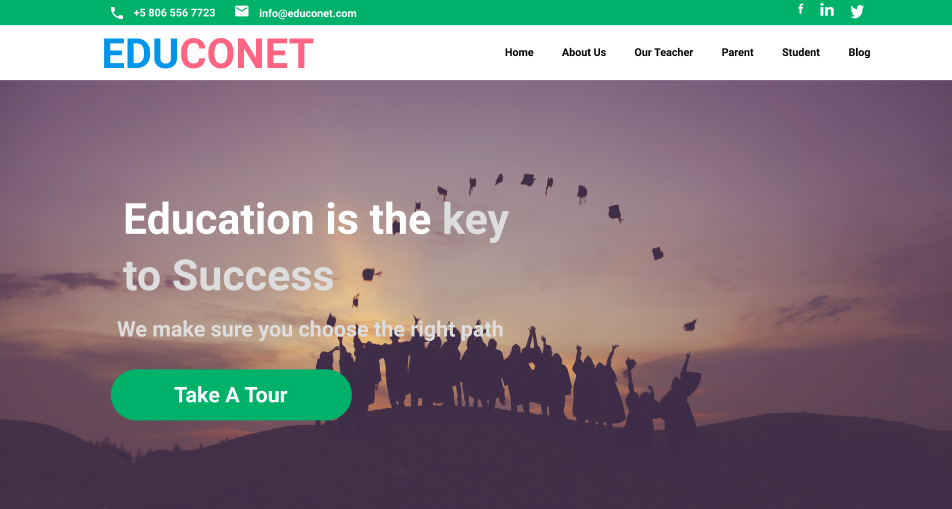 +5 806 556 7723 info@educonet.com
EDUCONET
Home About Us Our Teacher Parent Student Blog
Education is the key
to Success
We make sure you choose the right path
Take A Tour